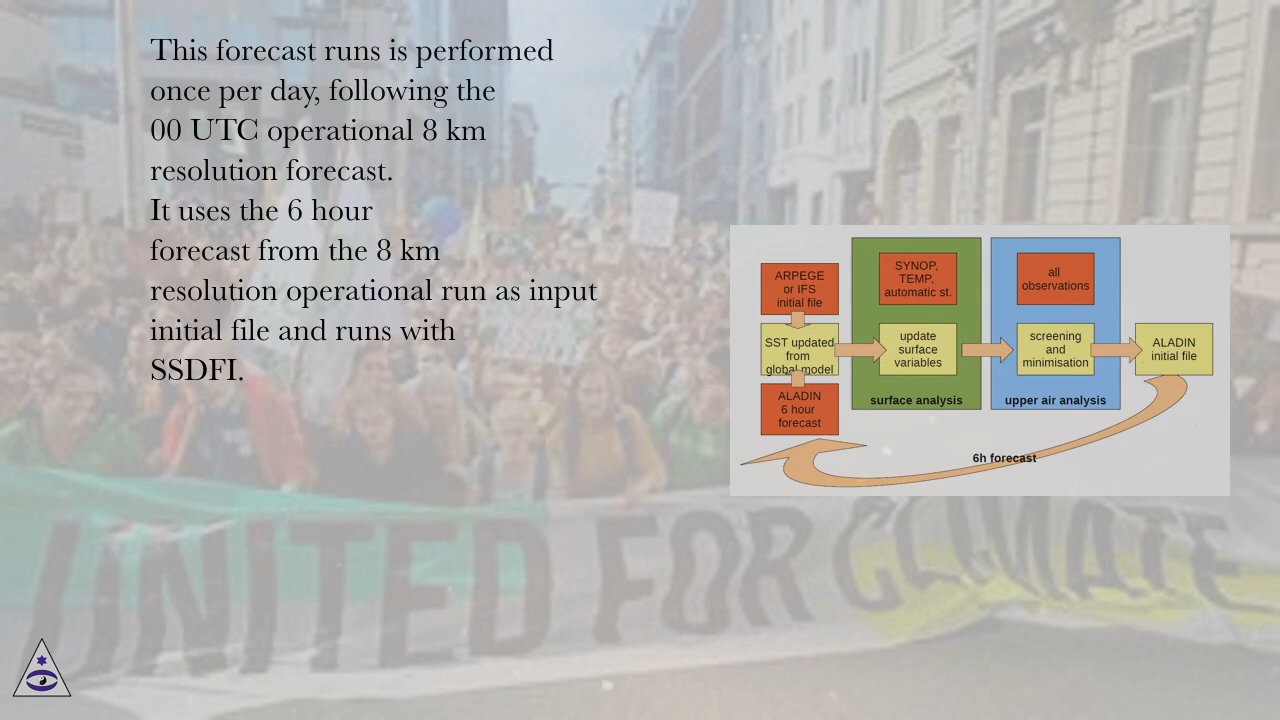 This forecast runs is performed
once per day, following the
00 UTC operational 8 km
resolution forecast.
It uses the 6 hour
forecast from the 8 km
resolution operational run as input
initial file and runs with
SSDFI.
ARPEGE
or IFS
initial file
SST updated
from
global model
ALADIN
6 hour
forecast
SYNOP,
TEMP,
automatic st.
update
surface
variables
surface analysis
all
observations
screening
and
minimisation
upper air analysis
ALADIN
initial file
6h forecast
UNITED FOR CLIMATE